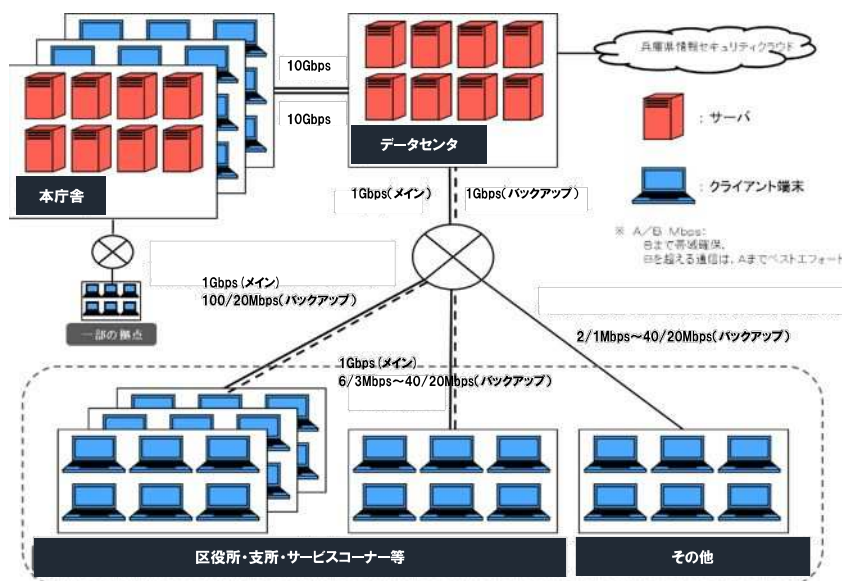 兵庫県情報セキュリティクラウド
10Gbps
10Gbps
：サーバ
データセンタ
本庁舎
1Gbps(メイン)
1Gbps(バックアップ)
：クライアント端末
※ A／B Mbps：
Bまで帯域確保、
Bを超える通信は、Aまでベストエフォート
1Gbps(メイン)
100/20Mbps(バックアップ)
一部の拠点
2/1Mbps～40/20Mbps(バックアップ)
1Gbps(メイン)
6/3Mbps～40/20Mbps(バックアップ)
区役所・支所・サービスコーナー等
その他